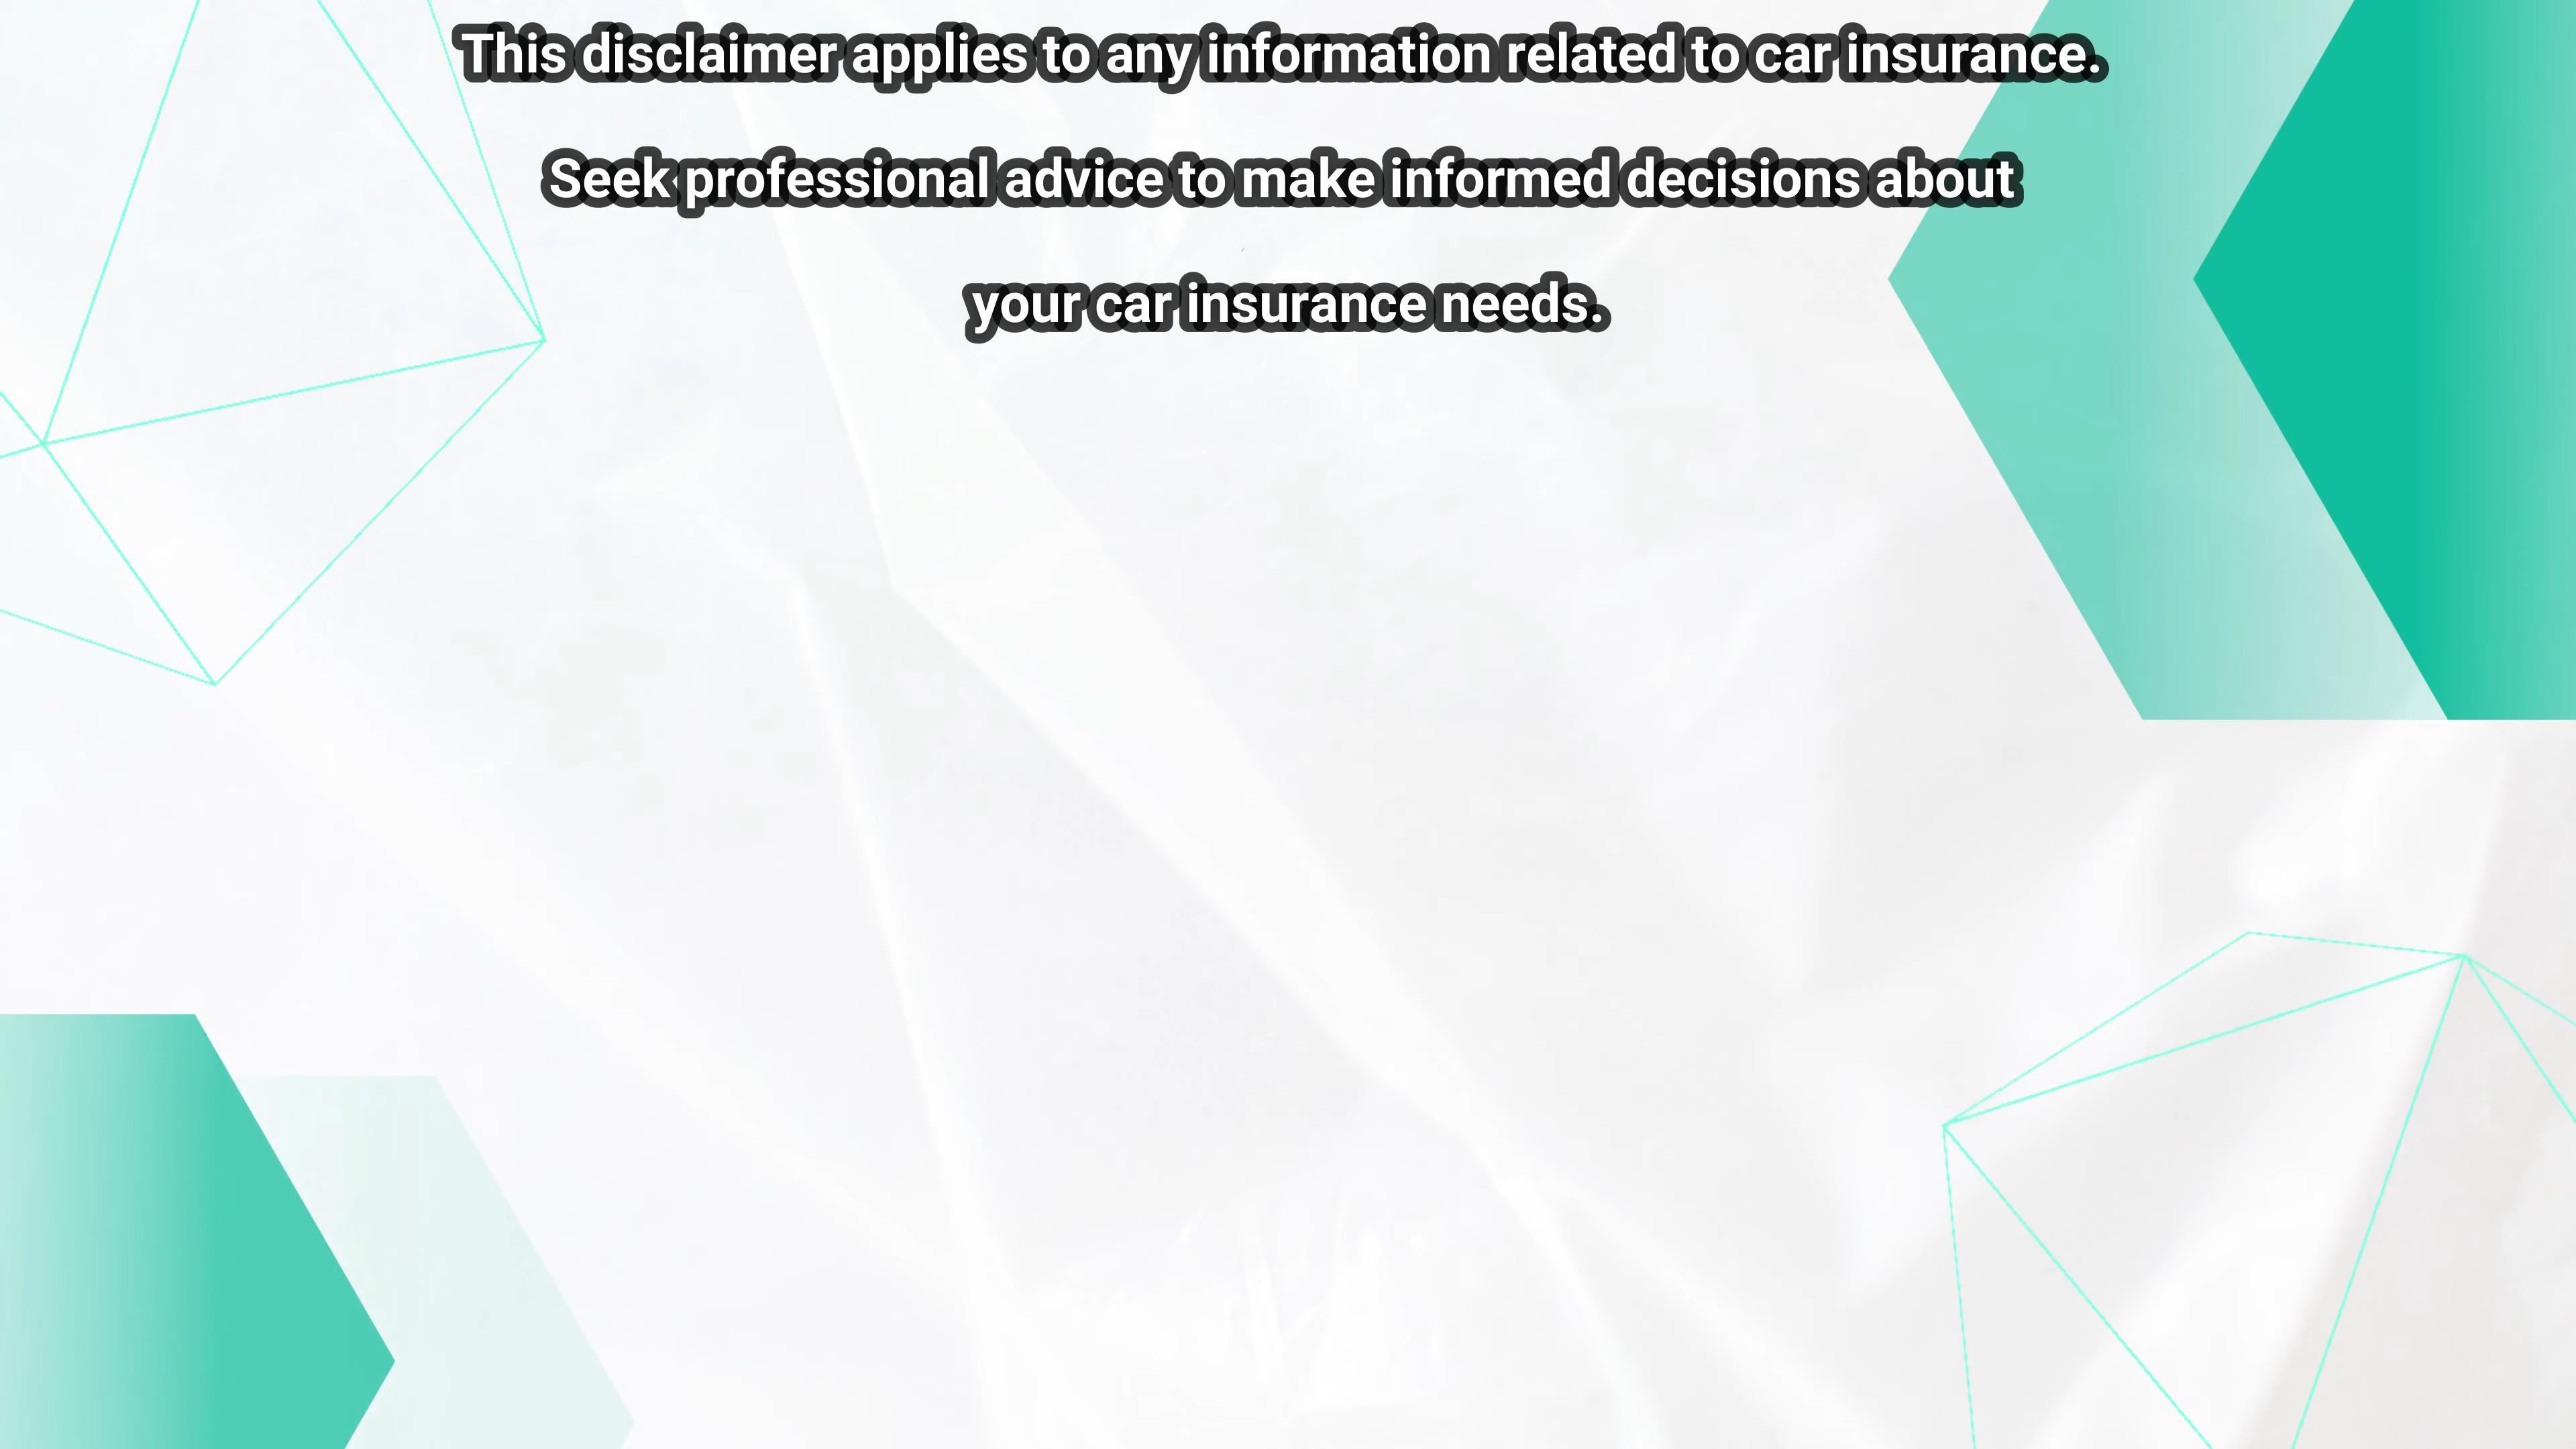 This disclaimer applies to any information related to car insurance.
Seek professional advice to make informed decisions about
your car insurance needs.